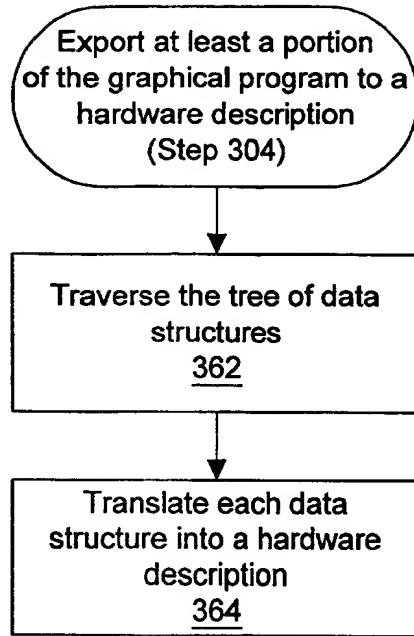 Export at least a portion
of the graphical program to a
hardware description
(Step 304)
Traverse the tree of data
structures
362
Translate each data
structure into a hardware
description
364